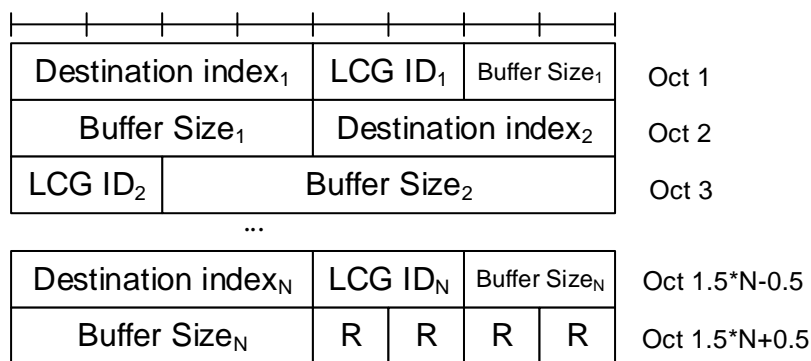 Destination index₁ LCG ID₁ Buffer Size₁ Oct 1
Buffer Size₁ Destination index₂ Oct 2
LCG ID₂ Buffer Size₂ Oct 3
...
Destination indexN LCG IDN Buffer SizeN Oct 1.5*N-0.5
Buffer SizeN R R R R Oct 1.5*N+0.5